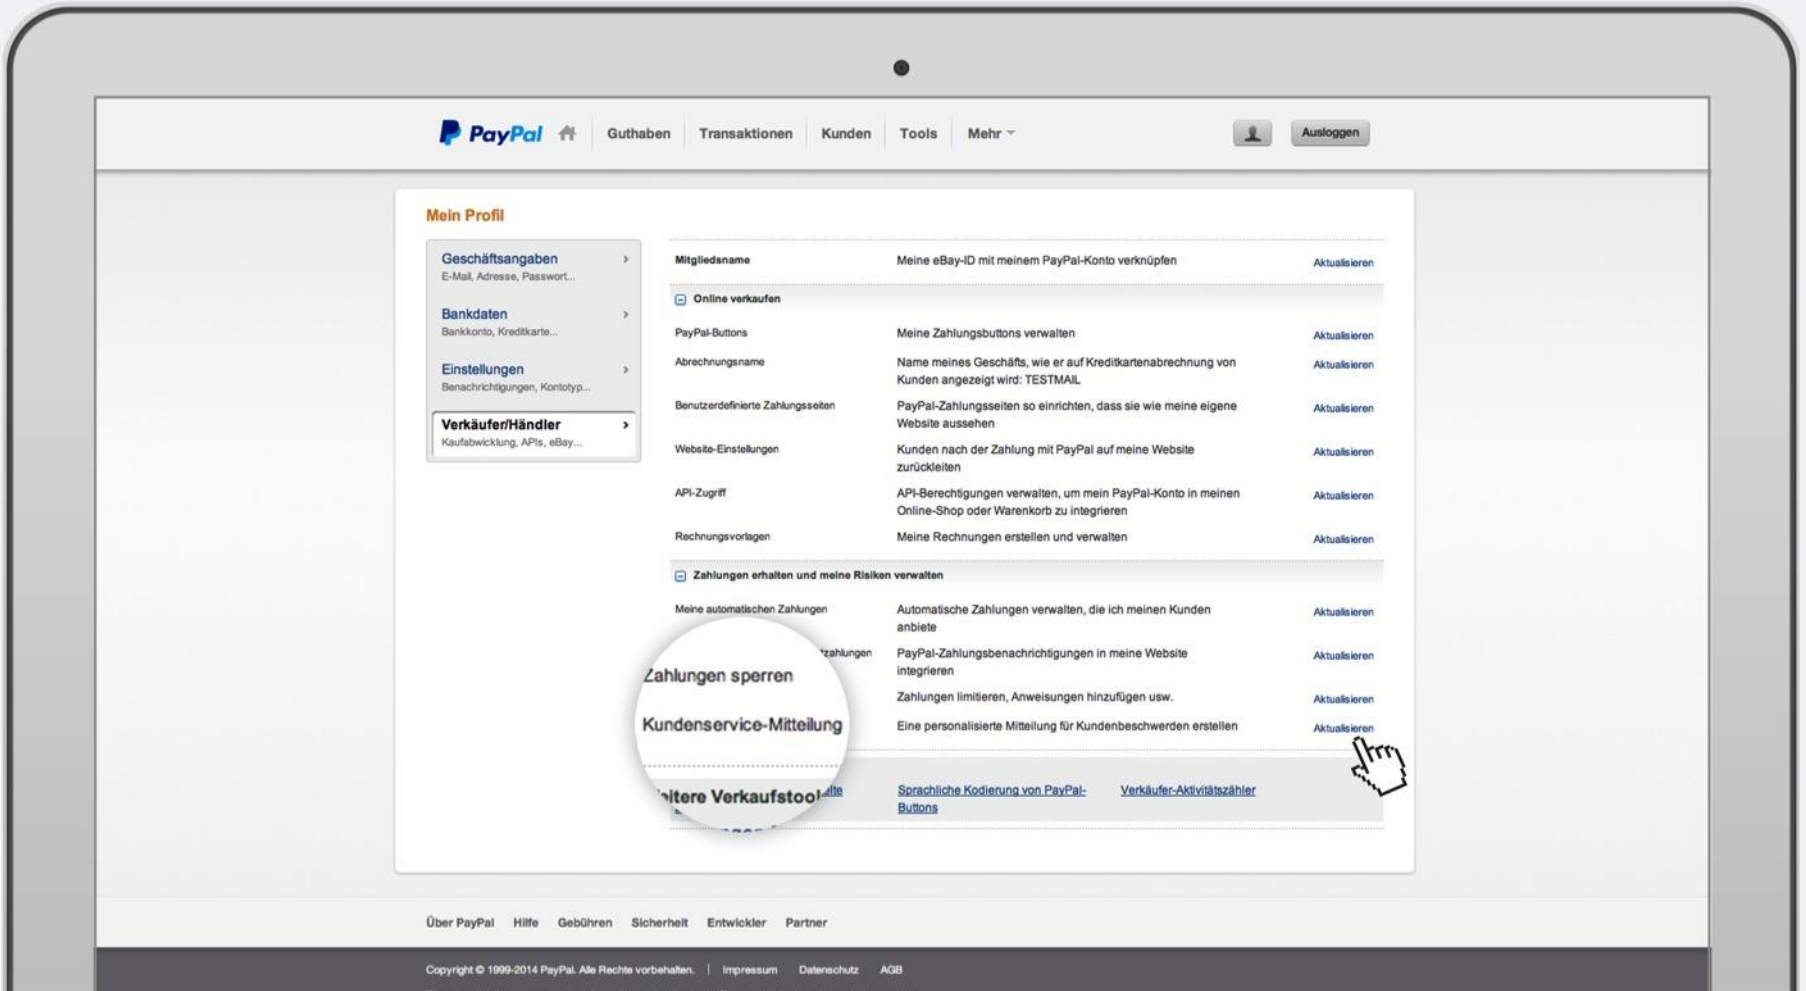 PayPal
Guthaben Transaktionen Kunden Tools Mehr
Ausloggen
Mein Profil
Geschäftsangaben
E-Mail, Adresse, Passwort...
Bankdaten
Bankkonto, Kreditkarte...
Einstellungen
Benachrichtigungen, Kontotyp...
Verkäufer/Händler
Kaufabwicklung, APIs, eBay...
Mitgliedsname Meine eBay-ID mit meinem PayPal-Konto verknüpfen Aktualisieren
Online verkaufen
PayPal-Buttons Meine Zahlungsbuttons verwalten Aktualisieren
Abrechnungsname Name meines Geschäfts, wie er auf Kreditkartenabrechnung von Aktualisieren
Kunden angezeigt wird: TESTMAIL
Benutzerdefinierte Zahlungsseiten PayPal-Zahlungsseiten so einrichten, dass sie wie meine eigene Aktualisieren
Website aussehen
Website-Einstellungen Kunden nach der Zahlung mit PayPal auf meine Website Aktualisieren
zurückleiten
API-Zugriff API-Berechtigungen verwalten, um mein PayPal-Konto in meinen Aktualisieren
Online-Shop oder Warenkorb zu integrieren
Rechnungsvorlagen Meine Rechnungen erstellen und verwalten Aktualisieren
Zahlungen erhalten und meine Risiken verwalten
Meine automatischen Zahlungen Automatische Zahlungen verwalten, die ich meinen Kunden Aktualisieren
anbiete
tzahlungen PayPal-Zahlungsbenachrichtigungen in meine Website Aktualisieren
integrieren
Zahlungen sperren Zahlungen limitieren, Anweisungen hinzufügen usw. Aktualisieren
Kundenservice-Mitteilung Eine personalisierte Mitteilung für Kundenbeschwerden erstellen Aktualisieren
eitere Verkaufstool
Sprachliche Kodierung von PayPal- Verkäufer-Aktivitätszähler
Buttons
Über PayPal Hilfe Gebühren Sicherheit Entwickler Partner
Copyright © 1999-2014 PayPal. Alle Rechte vorbehalten. | Impressum Datenschutz AGB